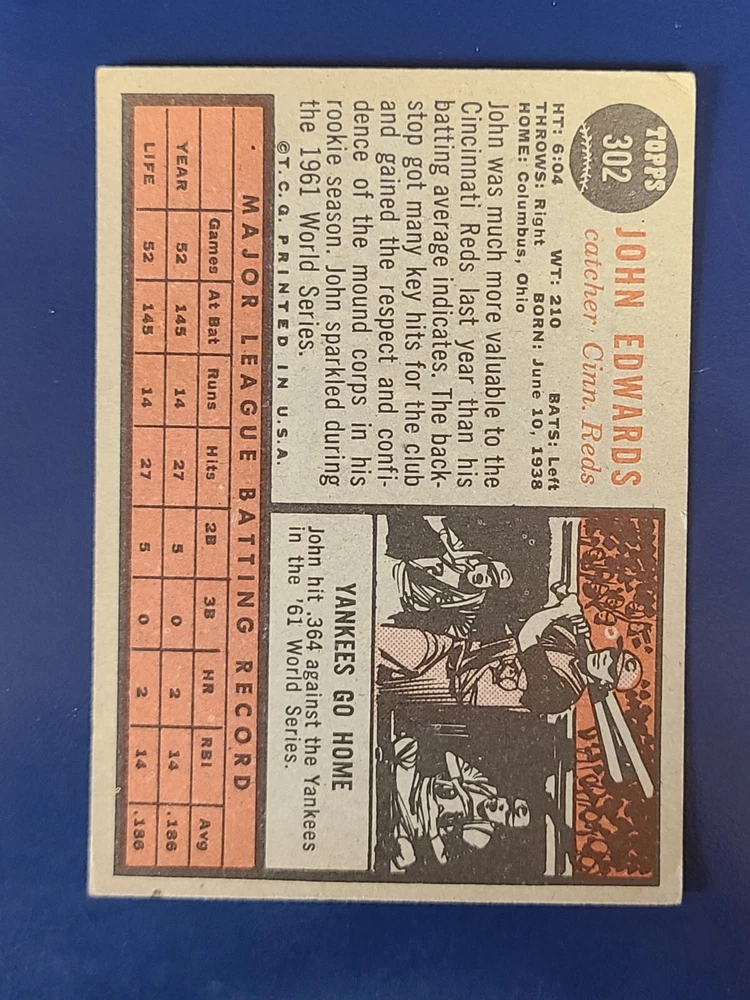 TOPPS
302
JOHN EDWARDS
catcher Cinn. Reds
HT: 6:04 WT: 210 BATS: Left
THROWS: Right BORN: June 10, 1938
HOME: Columbus, Ohio
John was much more valuable to the
Cincinnati Reds last year than his
batting average indicates. The back-
stop got many key hits for the club
and gained the respect and confi-
dence of the mound corps in his
rookie season. John sparkled during
the 1961 World Series.
©T.C.G. PRINTED IN U.S.A.
YANKEES GO HOME
John hit .364 against the Yankees
in the '61 World Series.
MAJOR LEAGUE BATTING RECORD
Games At Bat Runs Hits 2B 3B HR RBI Avg
YEAR 52 145 14 27 5 0 2 14 .186
LIFE 52 145 14 27 5 0 2 14 .186